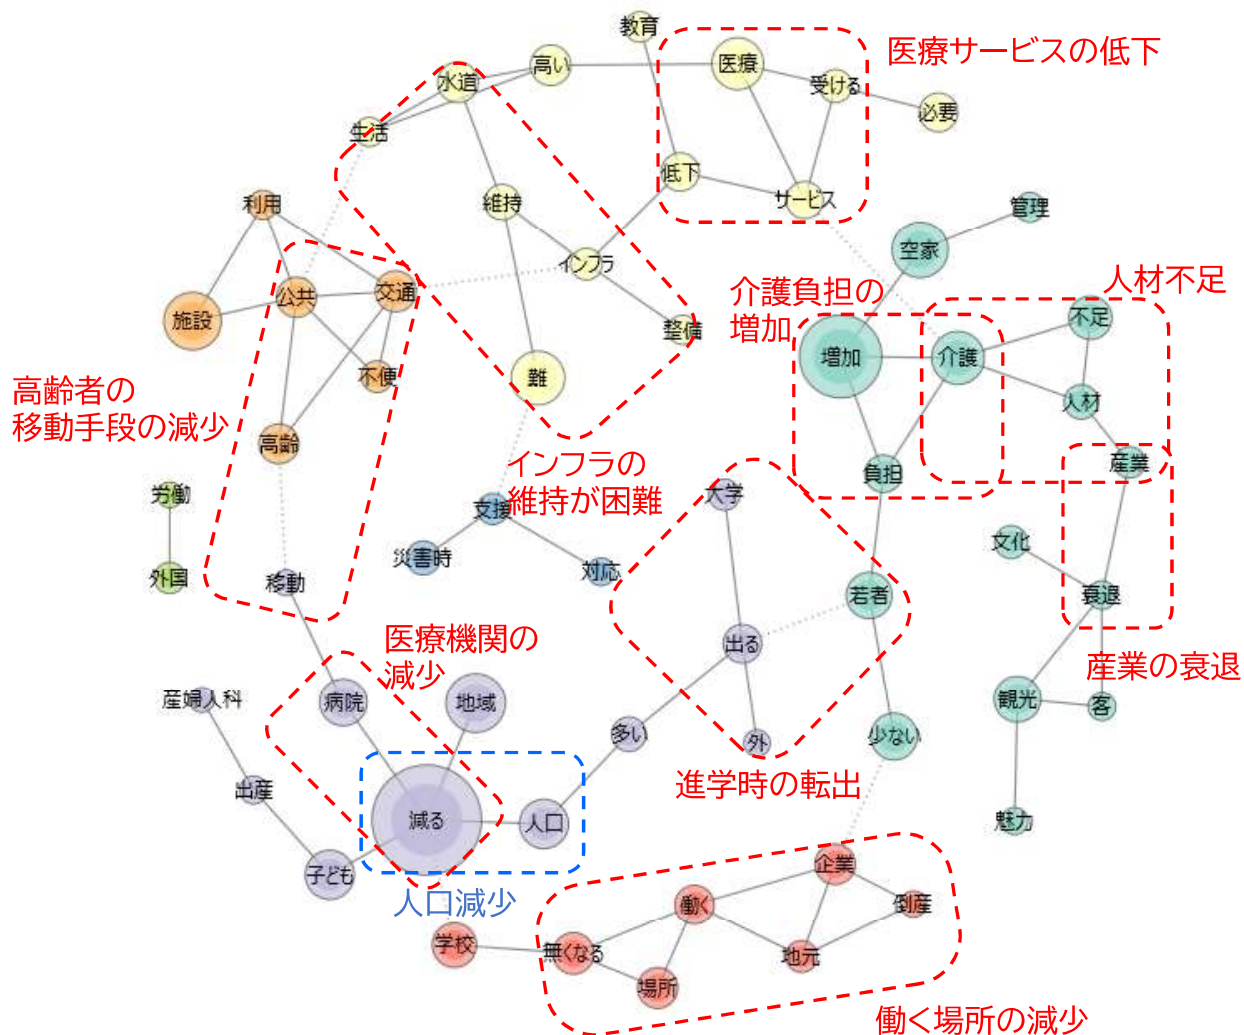 教育
医療サービスの低下
高い
医療
水道
受ける
必要
生活
低下
サービス
利用
維持
管理
空家
インフラ
人材不足
公共
交通
介護負担の
増加
施設
整備
不足
増加
介護
不便
難
人材
高齢者の
移動手段の減少
高齢
インフラの
維持が困難
負担
産業
労働
大学
支援
災害時
対応
文化
外国
移動
若者
衰退
医療機関の
減少
出る
産業の衰退
産婦人科
病院
地域
多い
外
少ない
観光
客
進学時の転出
出産
減る
人口
魅力
子ども
人口減少
企業
働く
倒産
学校
無くなる
地元
場所
働く場所の減少